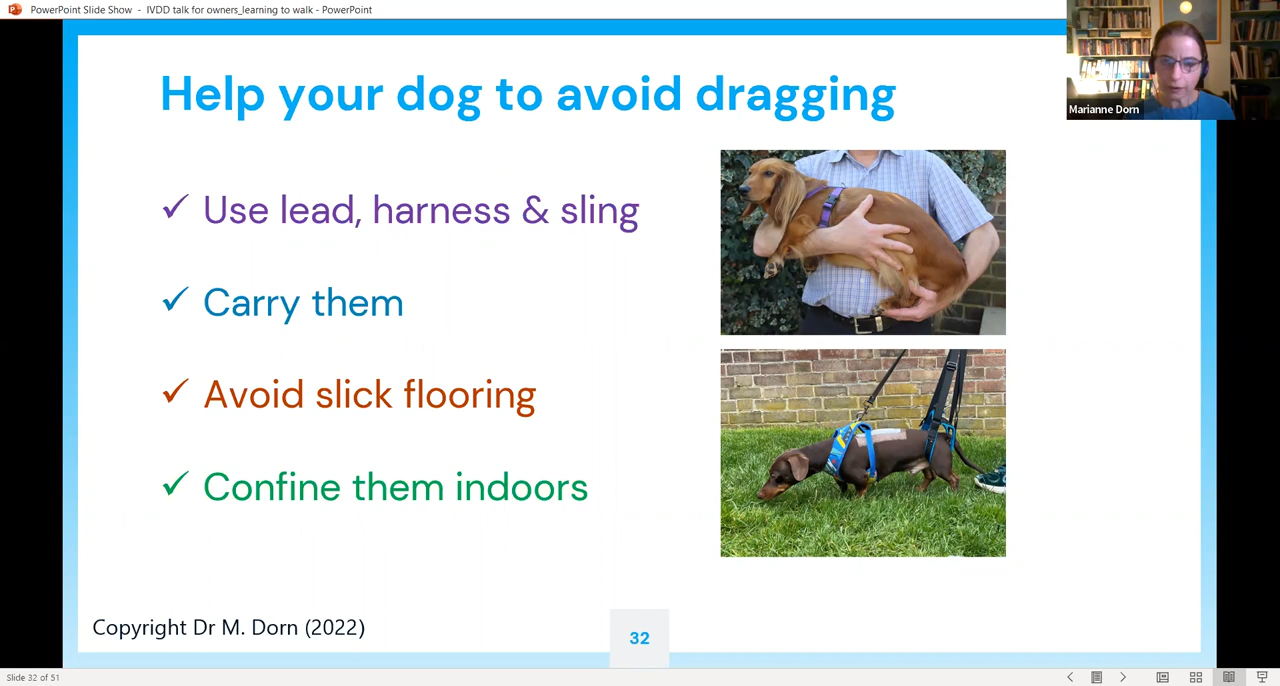 PowerPoint Slide Show - IVDD talk for owners_learning to walk - PowerPoint
Marianne Dorn
Help your dog to avoid dragging
✓ Use lead, harness & sling
✓ Carry them
✓ Avoid slick flooring
✓ Confine them indoors
Copyright Dr M. Dorn (2022)
32
Slide 32 of 51